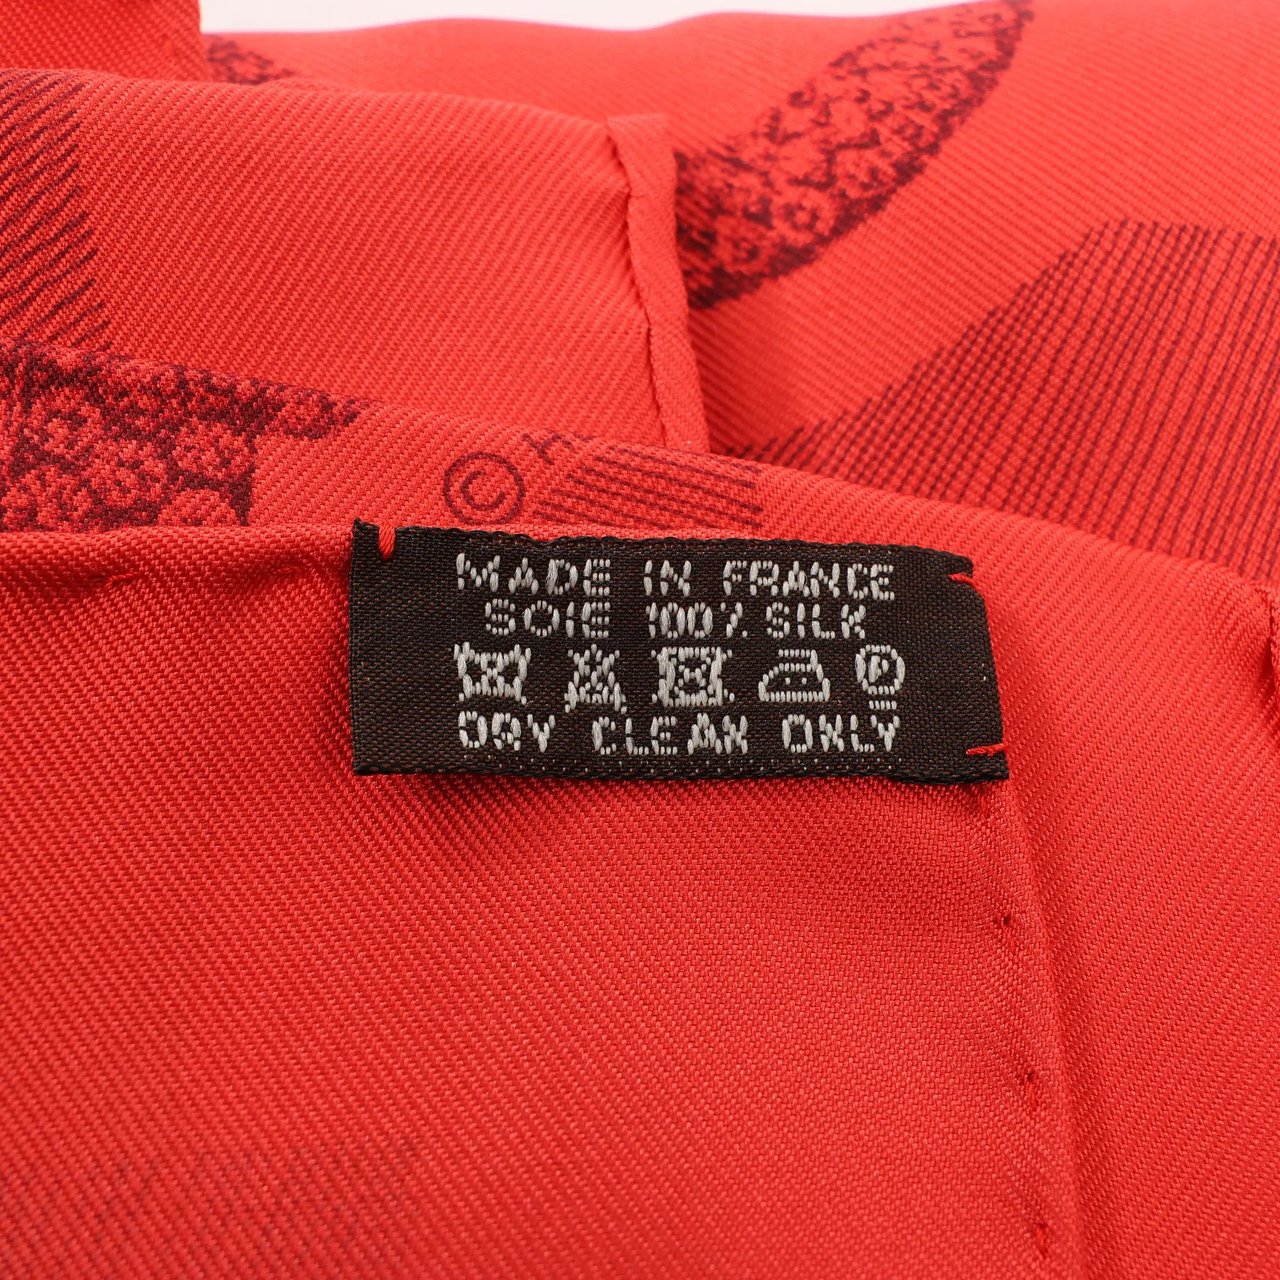 ©
MADE IN FRANCE
SOIE 100% SILK
P
DRY CLEAN ONLY